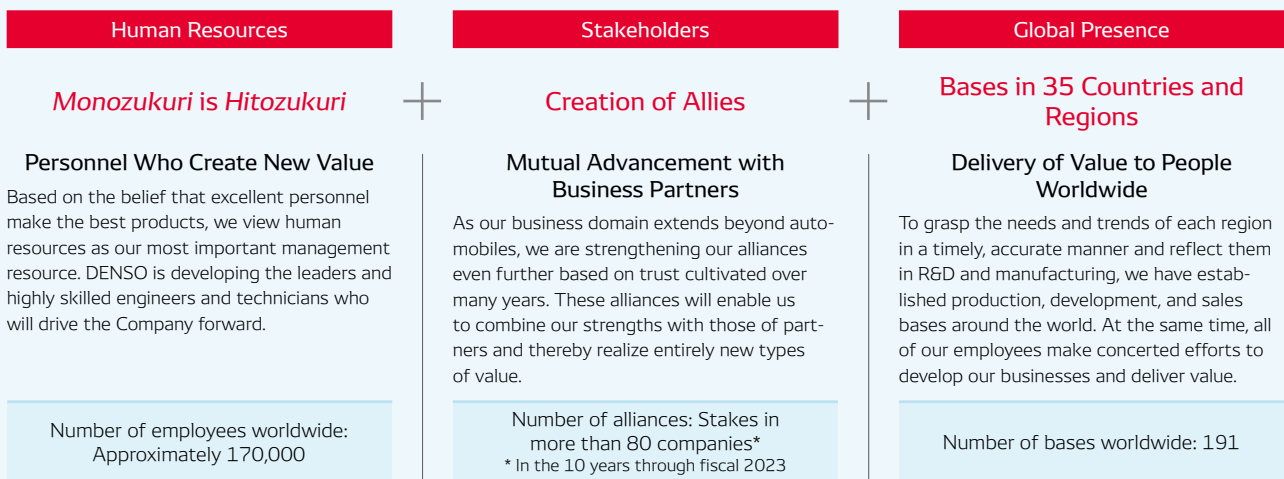 Human Resources
Monozukuri is Hitozukuri
Personnel Who Create New Value
Based on the belief that excellent personnel
make the best products, we view human
resources as our most important management
resource. DENSO is developing the leaders and
highly skilled engineers and technicians who
will drive the Company forward.
Number of employees worldwide:
Approximately 170,000
Stakeholders
Creation of Allies
Mutual Advancement with
Business Partners
As our business domain extends beyond auto-
mobiles, we are strengthening our alliances
even further based on trust cultivated over
many years. These alliances will enable us
to combine our strengths with those of part-
ners and thereby realize entirely new types
of value.
Number of alliances: Stakes in
more than 80 companies*
* In the 10 years through fiscal 2023
Global Presence
Bases in 35 Countries and
Regions
Delivery of Value to People
Worldwide
To grasp the needs and trends of each region
in a timely, accurate manner and reflect them
in R&D and manufacturing, we have estab-
lished production, development, and sales
bases around the world. At the same time, all
of our employees make concerted efforts to
develop our businesses and deliver value.
Number of bases worldwide: 191